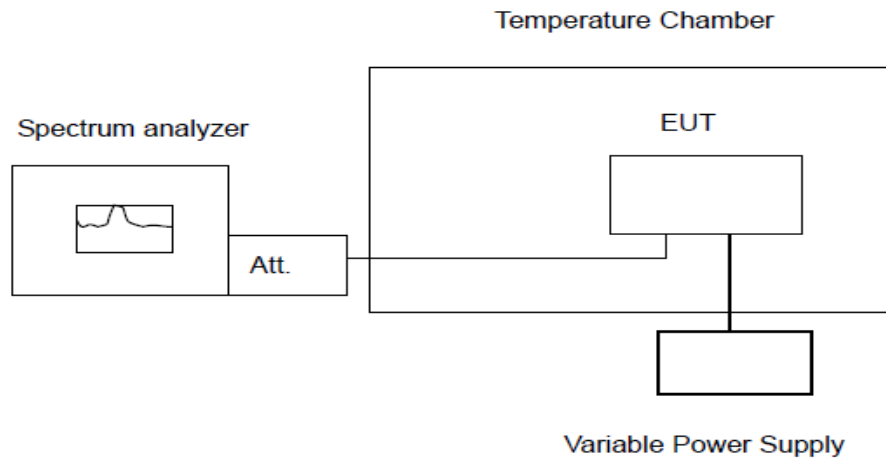 Temperature Chamber
Spectrum analyzer
EUT
Att.
Variable Power Supply